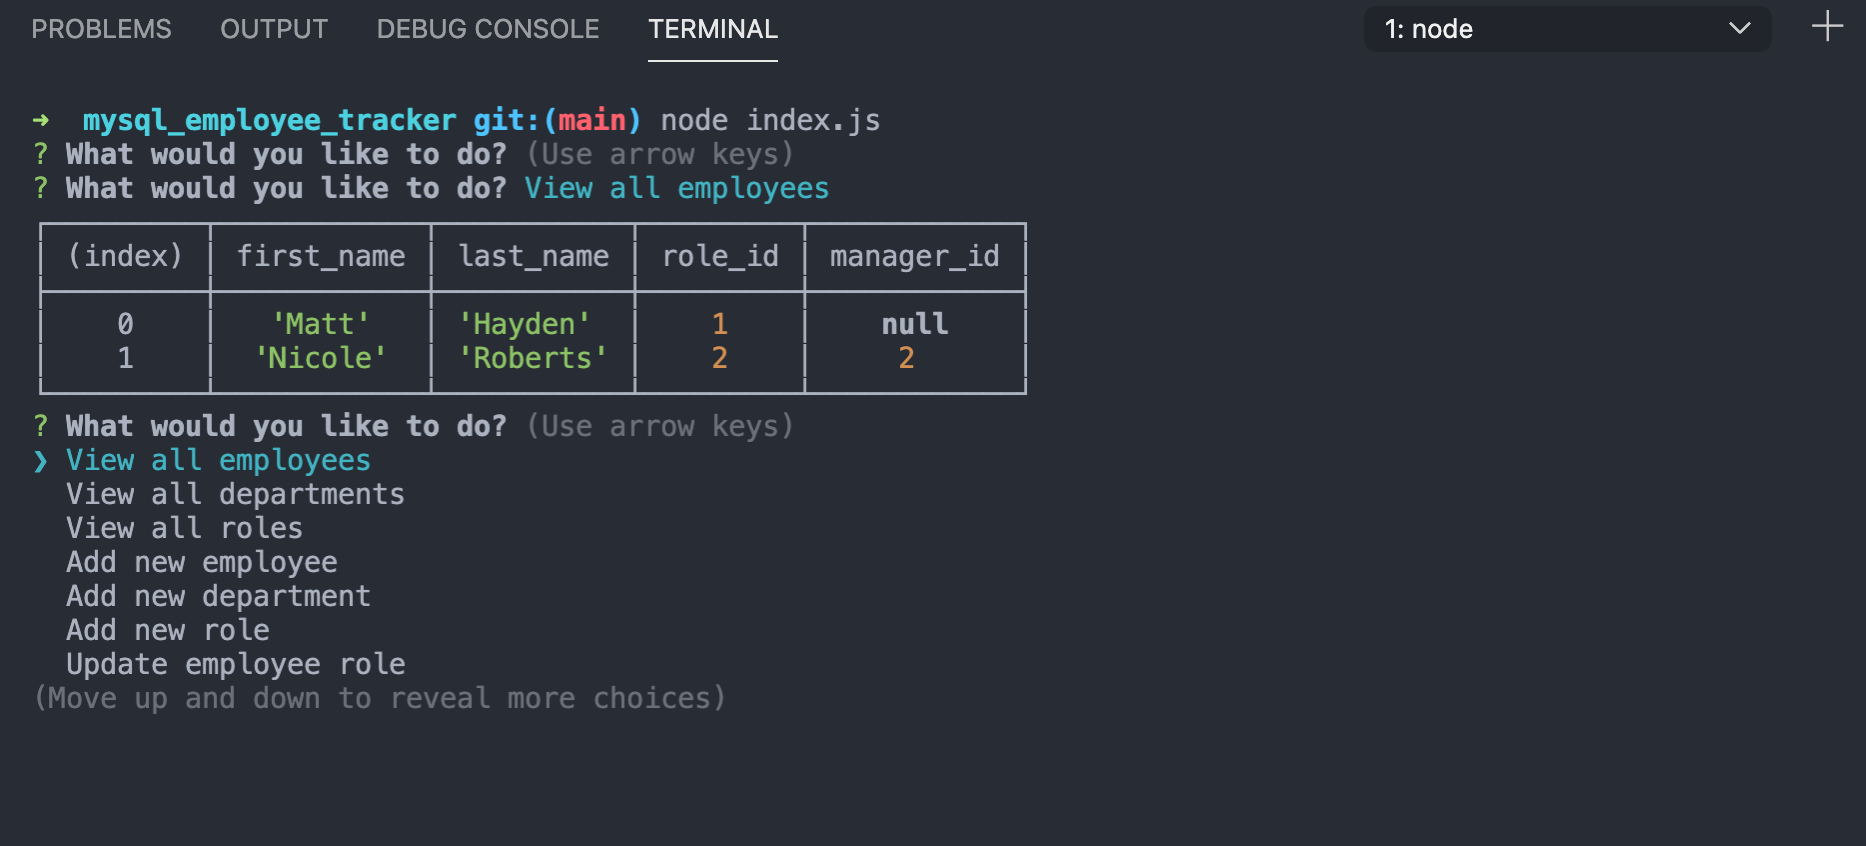 PROBLEMS OUTPUT DEBUG CONSOLE TERMINAL 1: node
➜ mysql_employee_tracker git:(main) node index.js
? What would you like to do? (Use arrow keys)
? What would you like to do? View all employees
(index) first_name last_name role_id manager_id
0 'Matt' 'Hayden' 1 null
1 'Nicole' 'Roberts' 2 2
? What would you like to do? (Use arrow keys)
❯ View all employees
View all departments
View all roles
Add new employee
Add new department
Add new role
Update employee role
(Move up and down to reveal more choices)